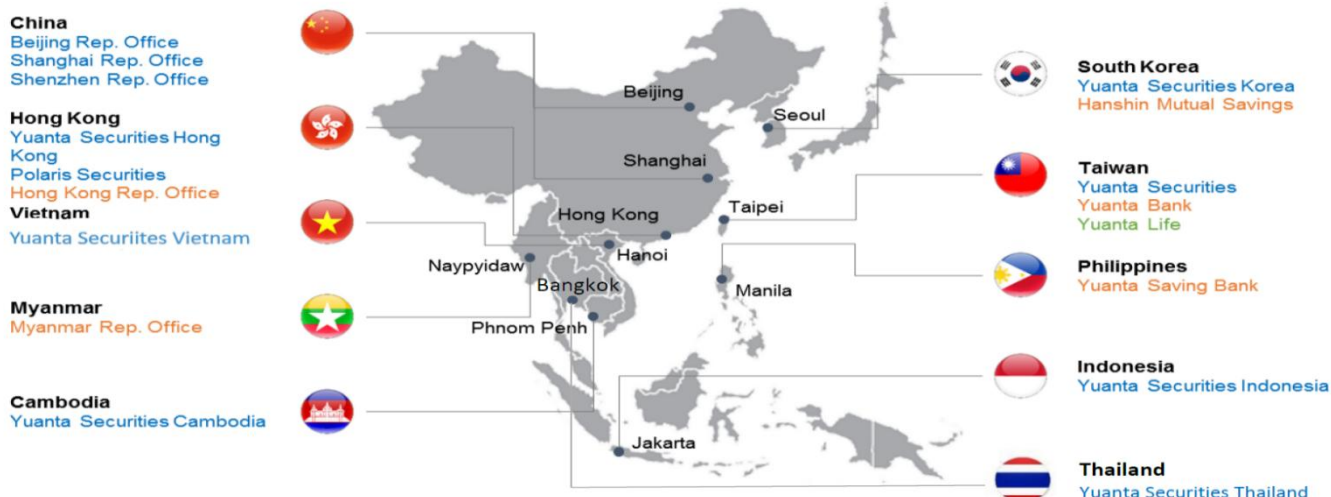 China
Beijing Rep. Office
Shanghai Rep. Office
Shenzhen Rep. Office
Hong Kong
Yuanta Securities Hong
Kong
Polaris Securities
Hong Kong Rep. Office
Vietnam
Yuanta Securiites Vietnam
Myanmar
Myanmar Rep. Office
Cambodia
Yuanta Securities Cambodia
Beijing
Seoul
Shanghai
Hong Kong
Taipei
Hanoi
Naypyidaw
Bangkok
Manila
Phnom Penh
Jakarta
South Korea
Yuanta Securities Korea
Hanshin Mutual Savings
Taiwan
Yuanta Securities
Yuanta Bank
Yuanta Life
Philippines
Yuanta Saving Bank
Indonesia
Yuanta Securities Indonesia
Thailand
Yuanta Securities Thailand